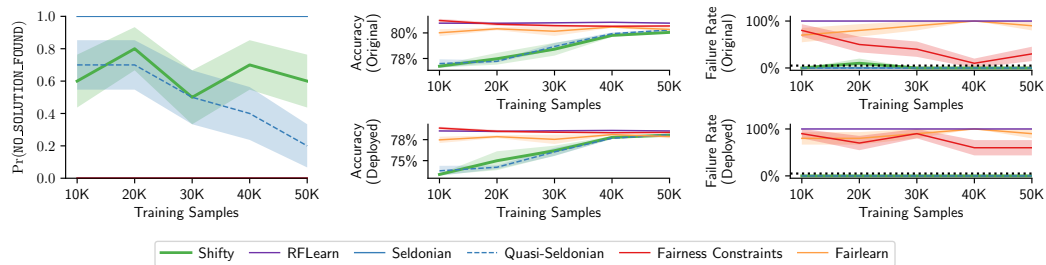 Pr(NO_SOLUTION_FOUND)
1.0
0.8
0.6
0.4
0.2
0.0
10K 20K 30K 40K 50K
Training Samples
Accuracy
(Original)
80%
78%
10K 20K 30K 40K 50K
Training Samples
Failure Rate
(Original)
100%
0%
10K 20K 30K 40K 50K
Training Samples
Accuracy
(Deployed)
78%
75%
10K 20K 30K 40K 50K
Training Samples
Failure Rate
(Deployed)
100%
0%
10K 20K 30K 40K 50K
Training Samples
Shifty RFLearn Seldonian Quasi-Seldonian Fairness Constraints Fairlearn